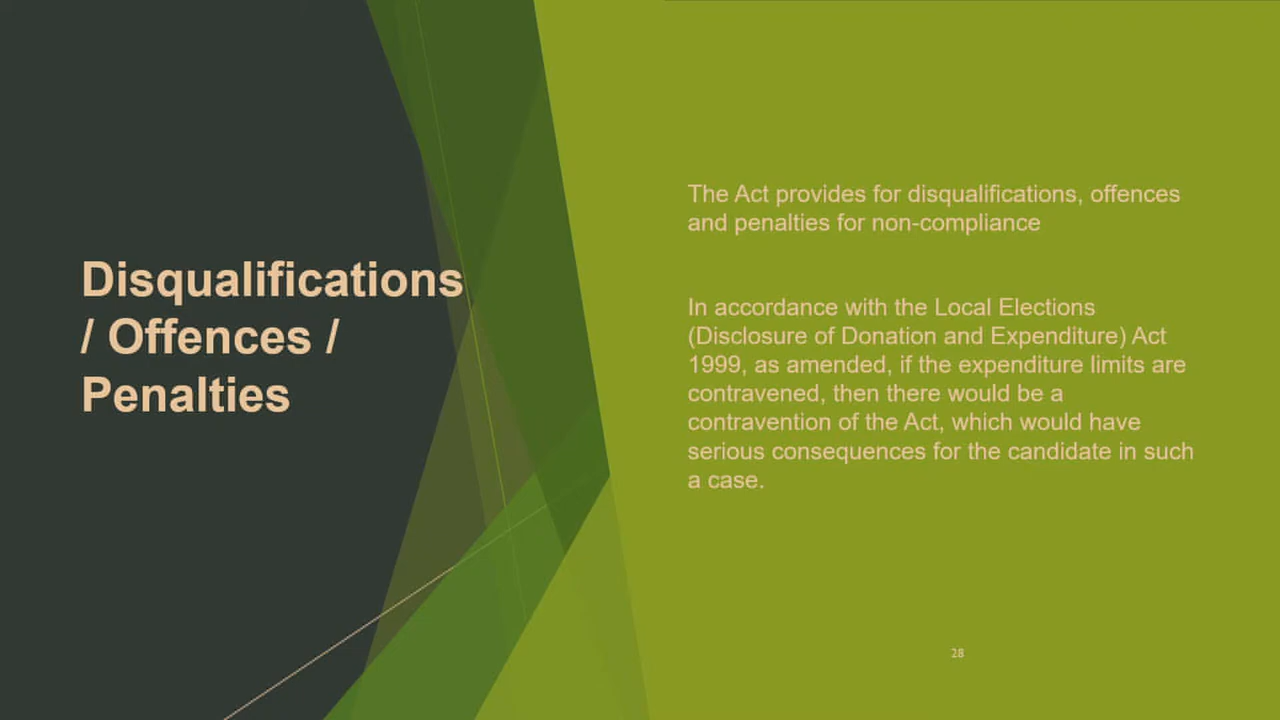 Disqualifications
/ Offences /
Penalties
The Act provides for disqualifications, offences
and penalties for non-compliance
In accordance with the Local Elections
(Disclosure of Donation and Expenditure) Act
1999, as amended, if the expenditure limits are
contravened, then there would be a
contravention of the Act, which would have
serious consequences for the candidate in such
a case.
28